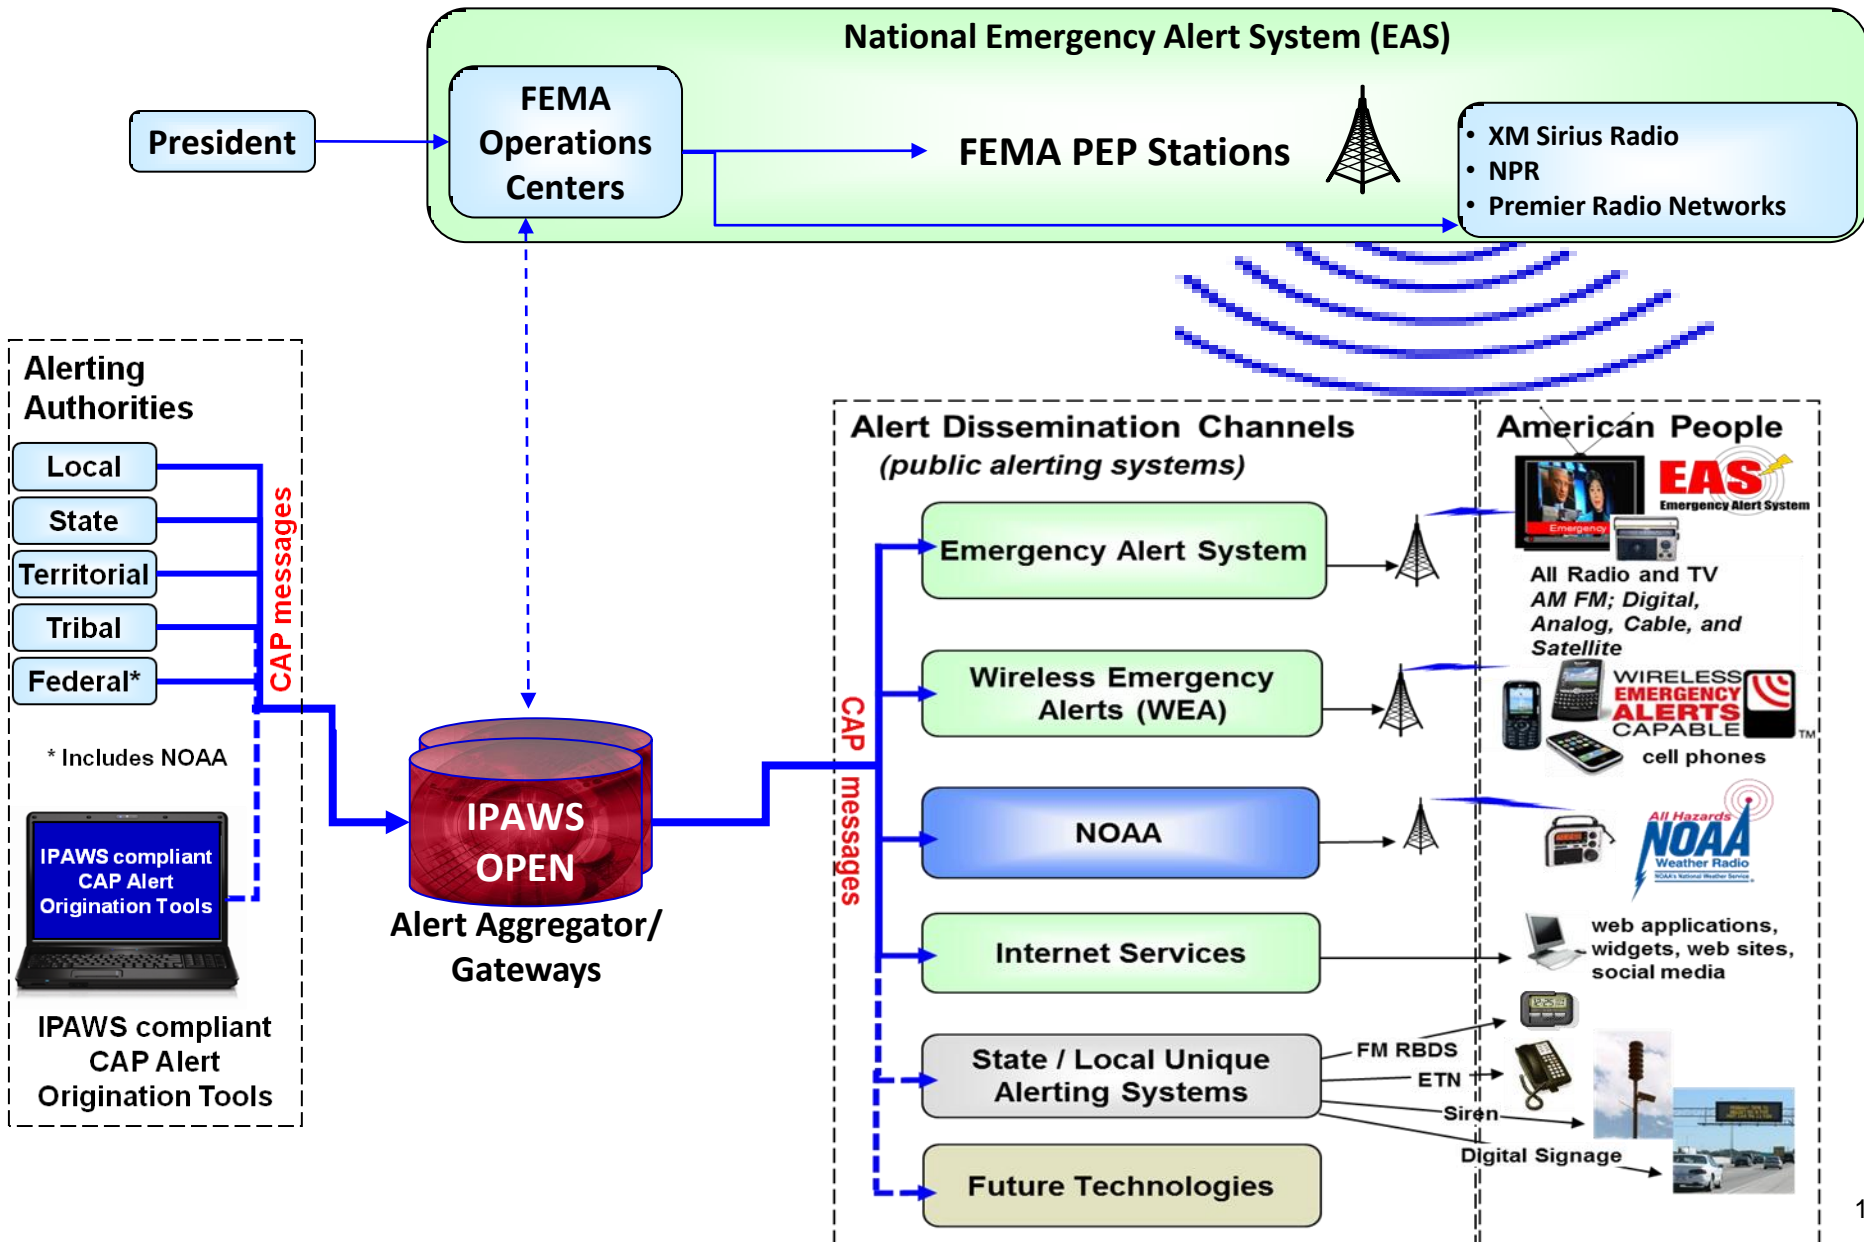 National Emergency Alert System (EAS)
President
FEMA
Operations
Centers
FEMA PEP Stations
• XM Sirius Radio
• NPR
• Premier Radio Networks
Alerting
Authorities
Local
State
Territorial
Tribal
Federal*
CAP messages
* Includes NOAA
IPAWS compliant
CAP Alert
Origination Tools
IPAWS compliant
CAP Alert
Origination Tools
IPAWS
OPEN
Alert Aggregator/
Gateways
CAP messages
Alert Dissemination Channels
(public alerting systems)
Emergency Alert System
Wireless Emergency
Alerts (WEA)
NOAA
Internet Services
State / Local Unique
Alerting Systems
Future Technologies
FM RBDS
ETN
Siren
Digital Signage
American People
Emergency
EAS
Emergency Alert System
All Radio and TV
AM FM; Digital,
Analog, Cable, and
Satellite
WIRELESS
EMERGENCY
ALERTS
CAPABLE
TM
cell phones
All Hazards
NOAA
Weather Radio
NOAA's National Weather Service
web applications,
widgets, web sites,
social media
1